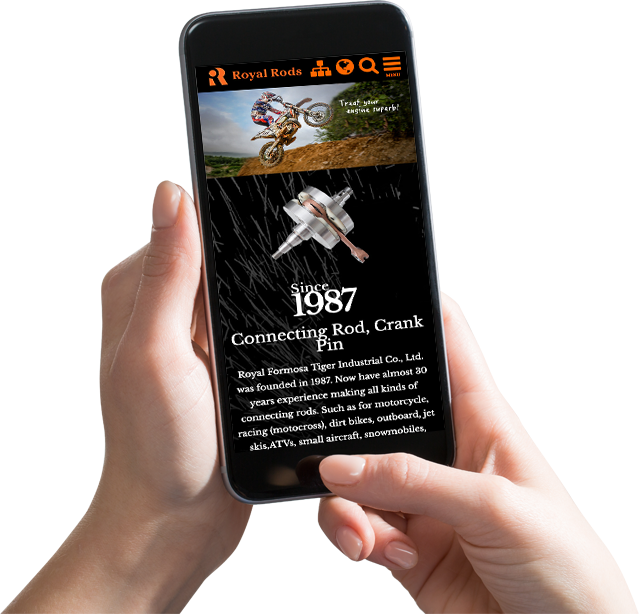 Royal Rods
MENU
Treat your
engine superb!
Since
1987
Connecting Rod, Crank
Pin
Royal Formosa Tiger Industrial Co., Ltd.
was founded in 1987. Now have almost 30
years experience making all kinds of
connecting rods. Such as for motorcycle,
racing (motocross), dirt bikes, outboard, jet
skis,ATVs, small aircraft, snowmobiles,